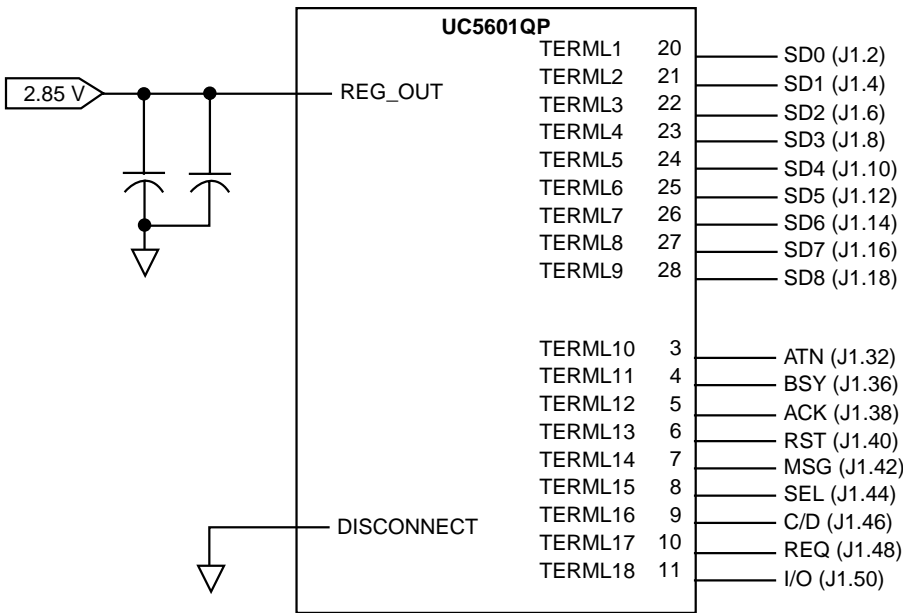 UC5601QP
TERML1 20 SD0 (J1.2)
TERML2 21 SD1 (J1.4)
2.85 V REG_OUT
TERML3 22 SD2 (J1.6)
TERML4 23 SD3 (J1.8)
TERML5 24 SD4 (J1.10)
TERML6 25 SD5 (J1.12)
TERML7 26 SD6 (J1.14)
TERML8 27 SD7 (J1.16)
TERML9 28 SD8 (J1.18)
TERML10 3 ATN (J1.32)
TERML11 4 BSY (J1.36)
TERML12 5 ACK (J1.38)
TERML13 6 RST (J1.40)
TERML14 7 MSG (J1.42)
TERML15 8 SEL (J1.44)
TERML16 9 C/D (J1.46)
DISCONNECT
TERML17 10 REQ (J1.48)
TERML18 11 I/O (J1.50)